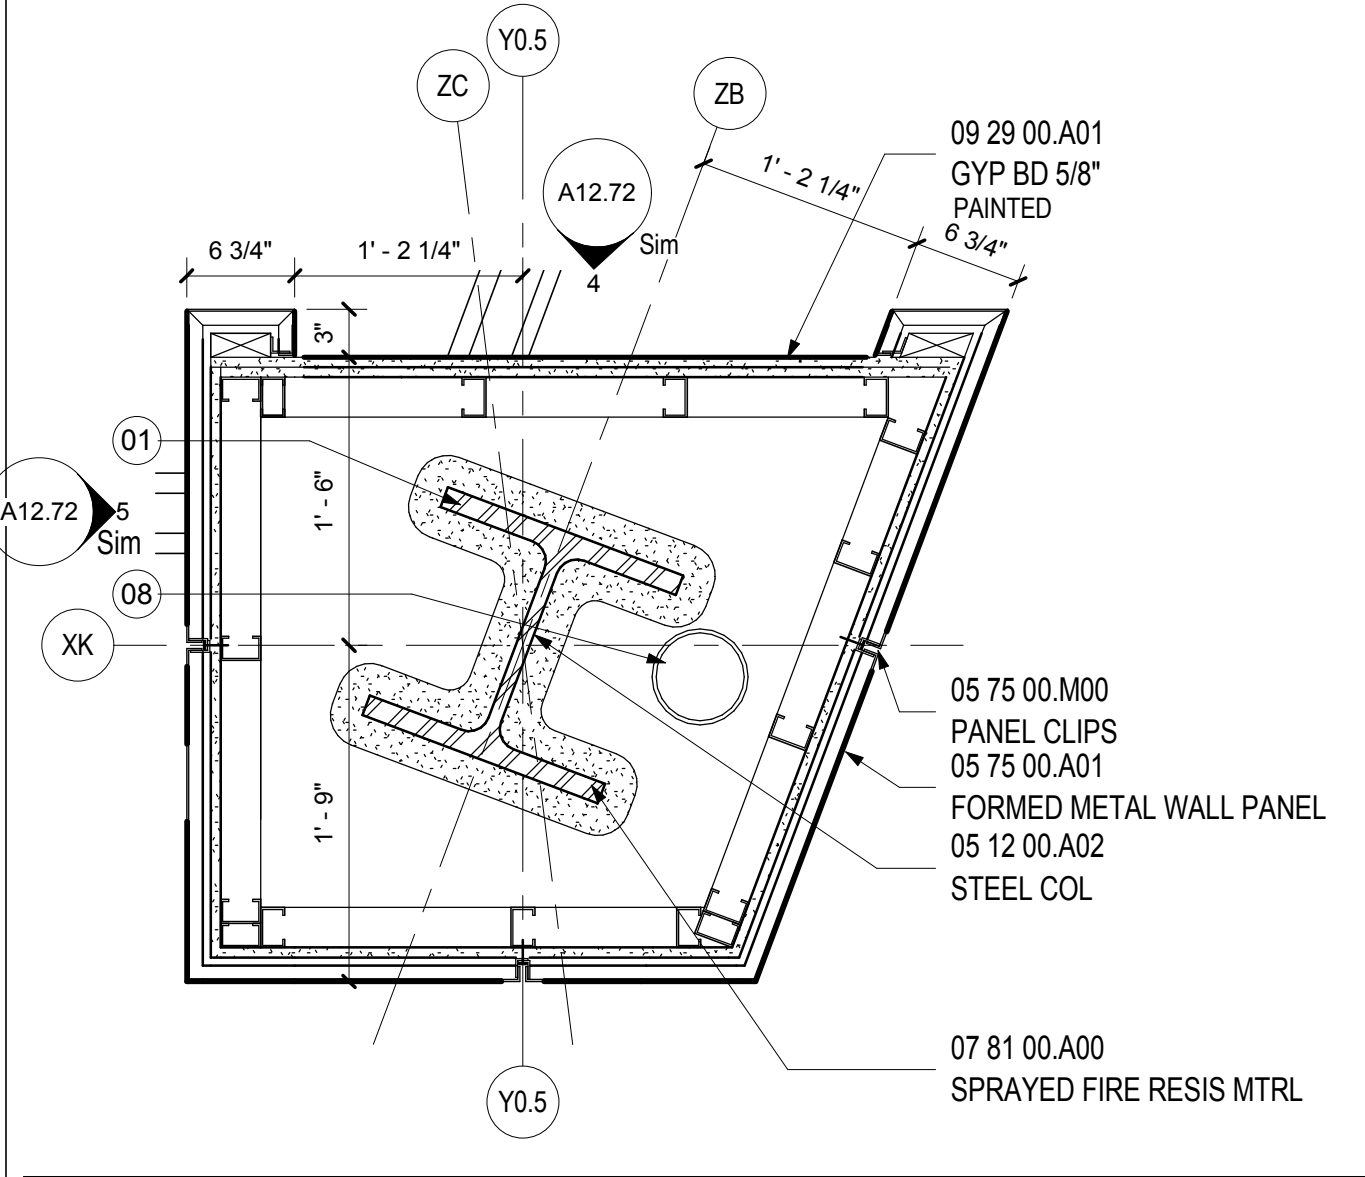 Y0.5
ZC
ZB
09 29 00.A01
GYP BD 5/8"
PAINTED
1' - 2 1/4"
6 3/4"
A12.72
Sim
4
6 3/4"
1' - 2 1/4"
3"
01
1' - 6"
A12.72
5
Sim
08
XK
05 75 00.M00
PANEL CLIPS
05 75 00.A01
FORMED METAL WALL PANEL
05 12 00.A02
STEEL COL
1' - 9"
07 81 00.A00
SPRAYED FIRE RESIS MTRL
Y0.5